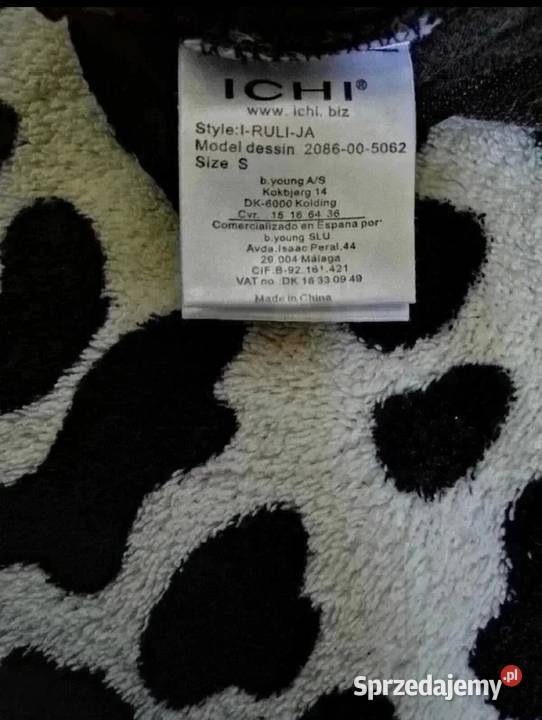 ICHI®
www. ichi. biz
Style:I-RULI-JA
Model dessin 2086-00-5062
Size S
b.young A/S
Kokbjerg 14
DK-6000 Kolding
Cvr. 15 16 64 36
Comercializado en Espana por
b.young SLU
Avda.Isaac Peral.44
29 004 Málaga
CIF.B-92.161.421
VAT no.:DK 16 33 09 49
Made in China
Sprzedajemy.pl